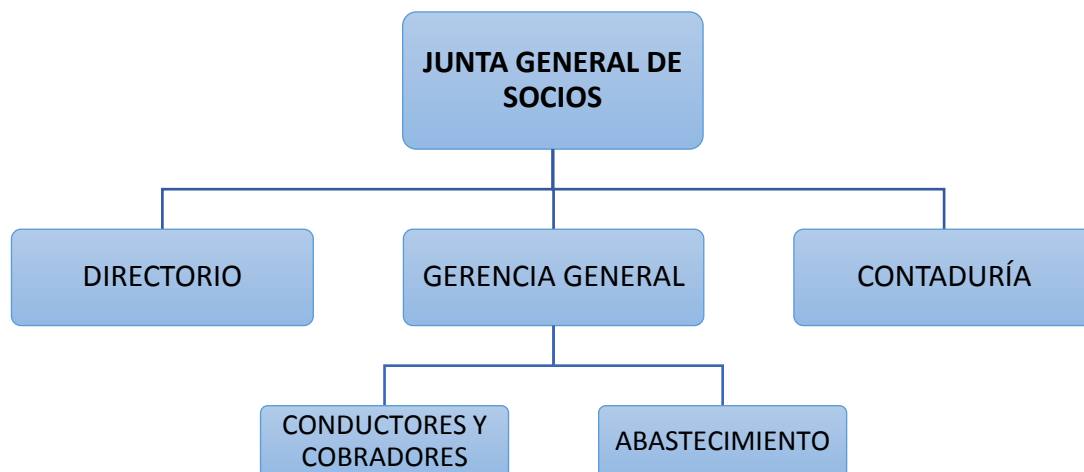 JUNTA GENERAL DE
SOCIOS
DIRECTORIO
GERENCIA GENERAL
CONTADURÍA
CONDUCTORES Y
COBRADORES
ABASTECIMIENTO